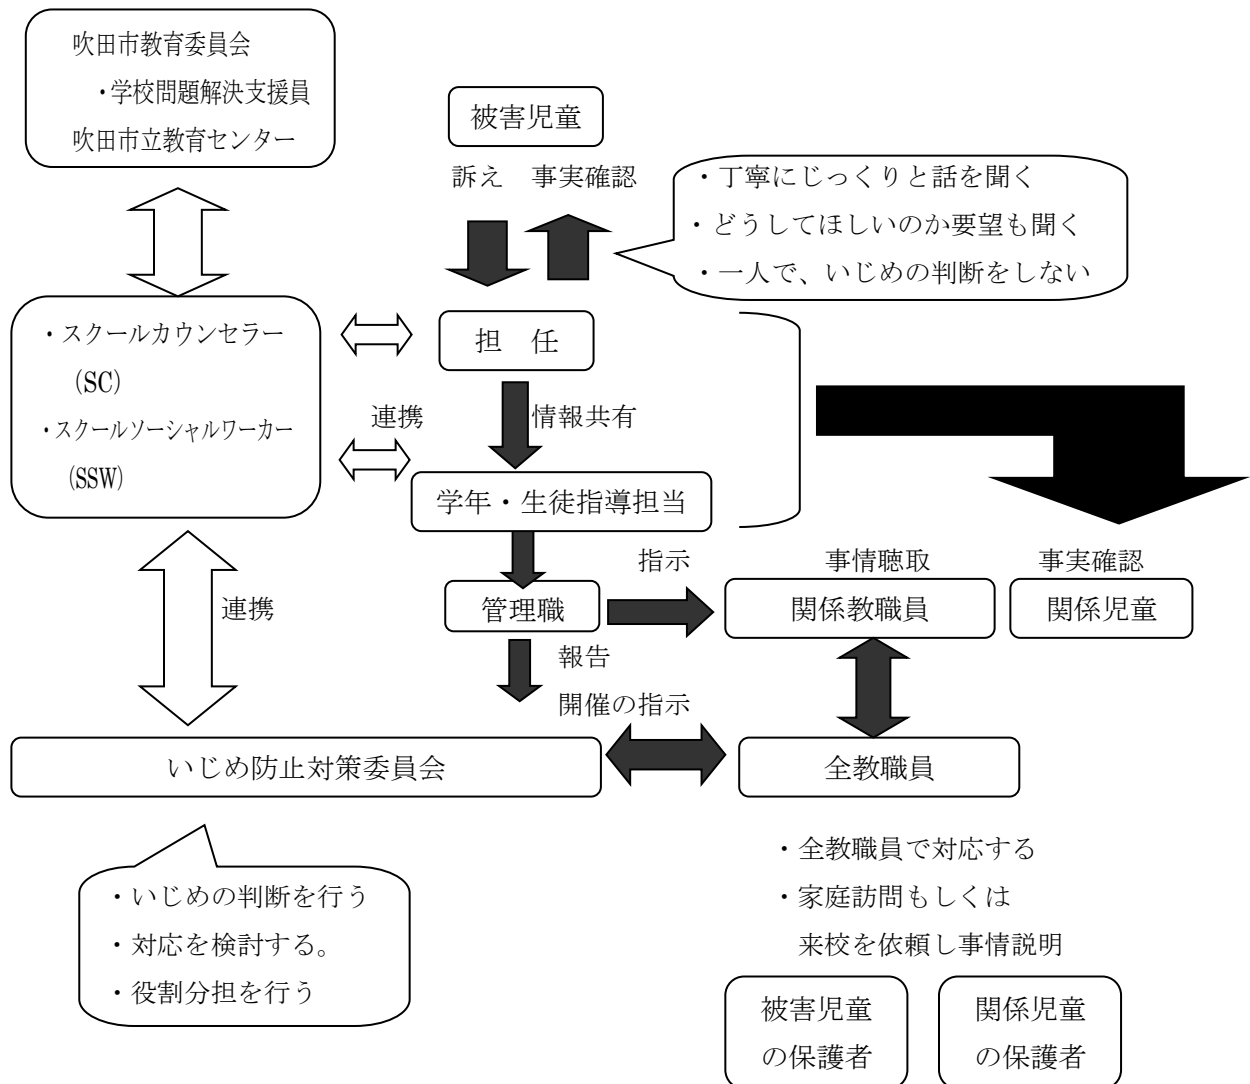 吹田市教育委員会
・学校問題解決支援員
吹田市立教育センター
被害児童
訴え 事実確認
・丁寧にじっくりと話を聞く
・どうしてほしいのか要望も聞く
・一人で、いじめの判断をしない
・スクールカウンセラー
(SC)
・スクールソーシャルワーカー
(SSW)
担 任
連携
情報共有
学年・生徒指導担当
指示
事情聴取
事実確認
管理職
関係教職員
関係児童
連携
報告
開催の指示
いじめ防止対策委員会
全教職員
・いじめの判断を行う
・対応を検討する。
・役割分担を行う
・全教職員で対応する
・家庭訪問もしくは
来校を依頼し事情説明
被害児童
の保護者
関係児童
の保護者